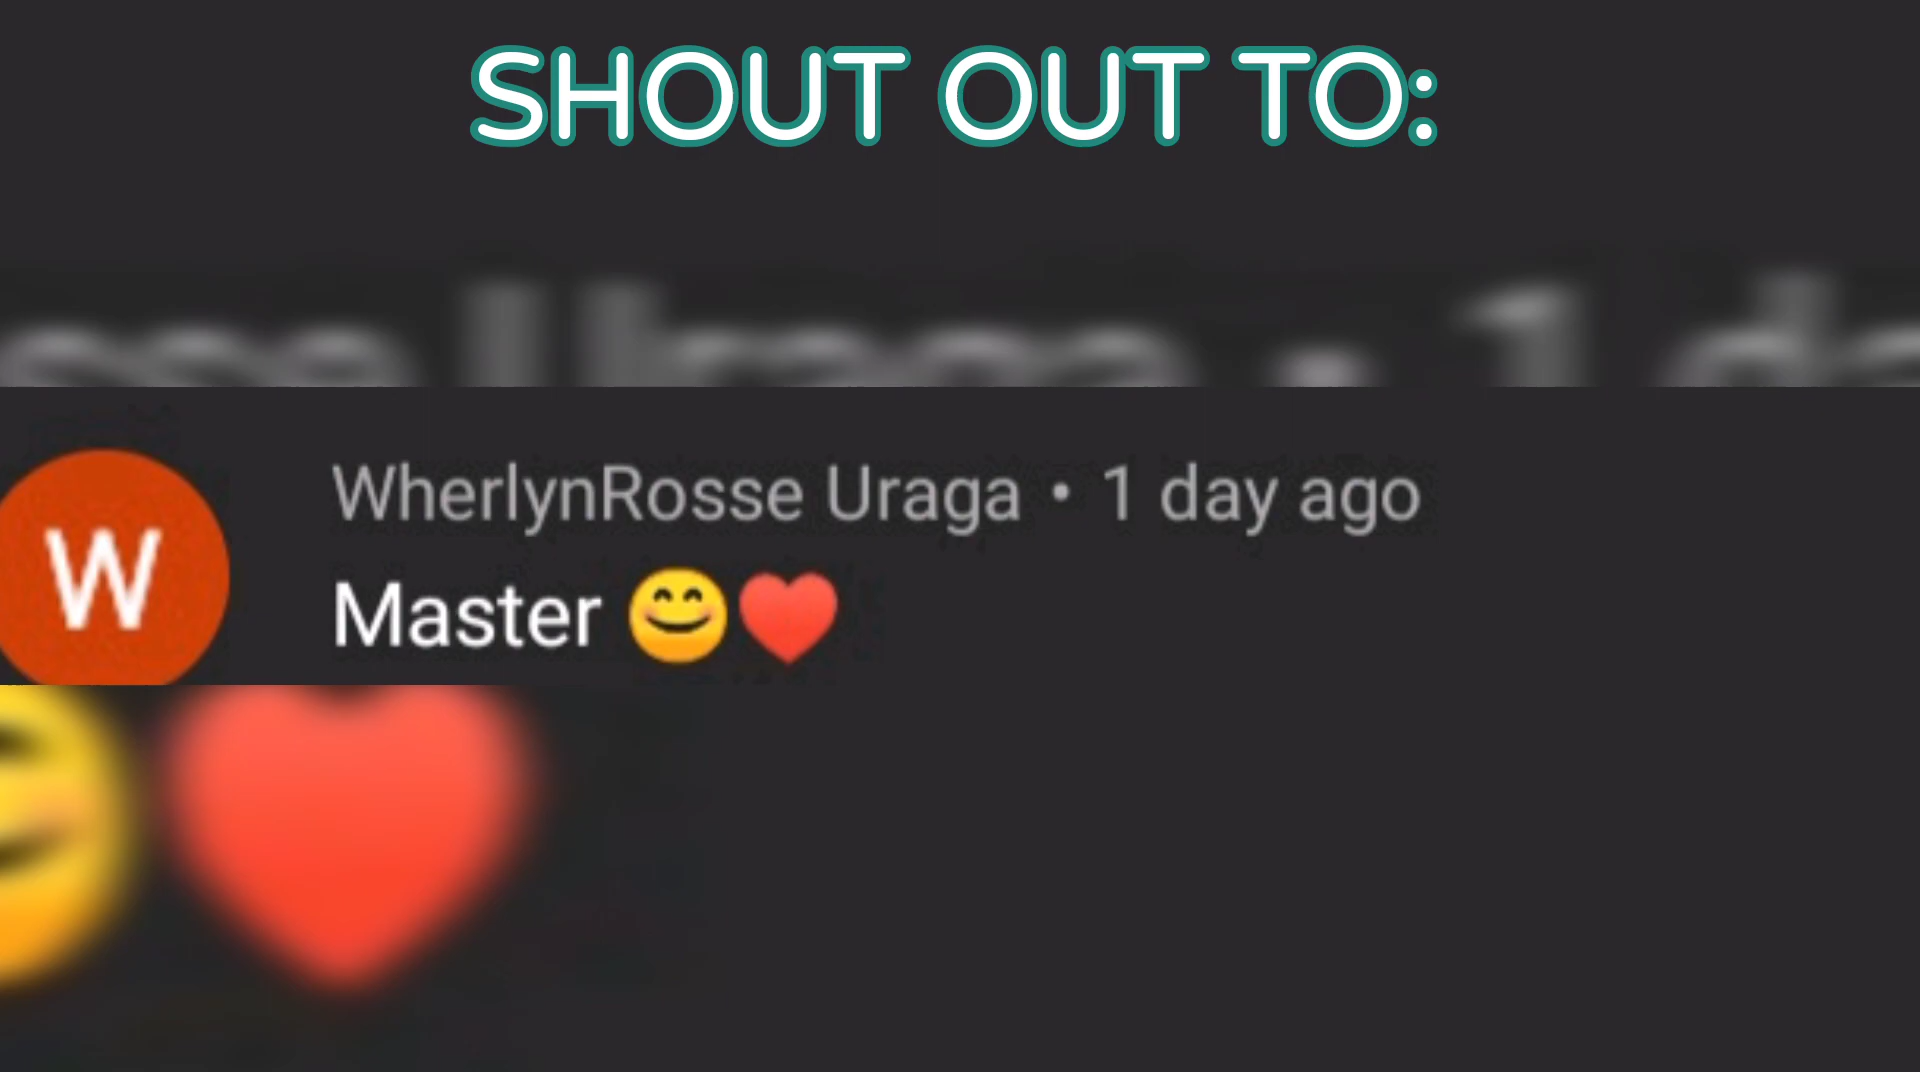 SHOUT OUT TO:
W
WherlynRosse Uraga • 1 day ago
Master 😊❤️